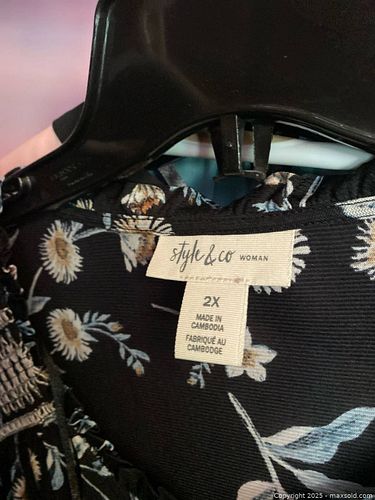 style & co WOMAN
2X
MADE IN
CAMBODIA
FABRIQUÉ AU
CAMBODGE
Copyright 2025 - maxsold.com